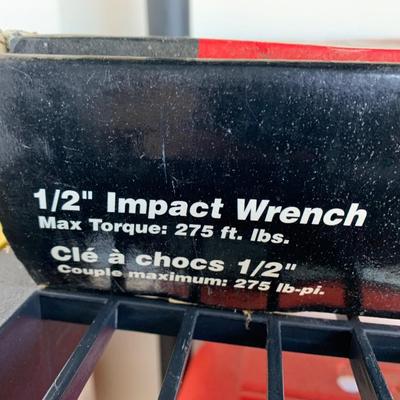 1/2" Impact Wrench
Max Torque: 275 ft. lbs.
Clé à chocs 1/2"
Couple maximum: 275 lb-pi.